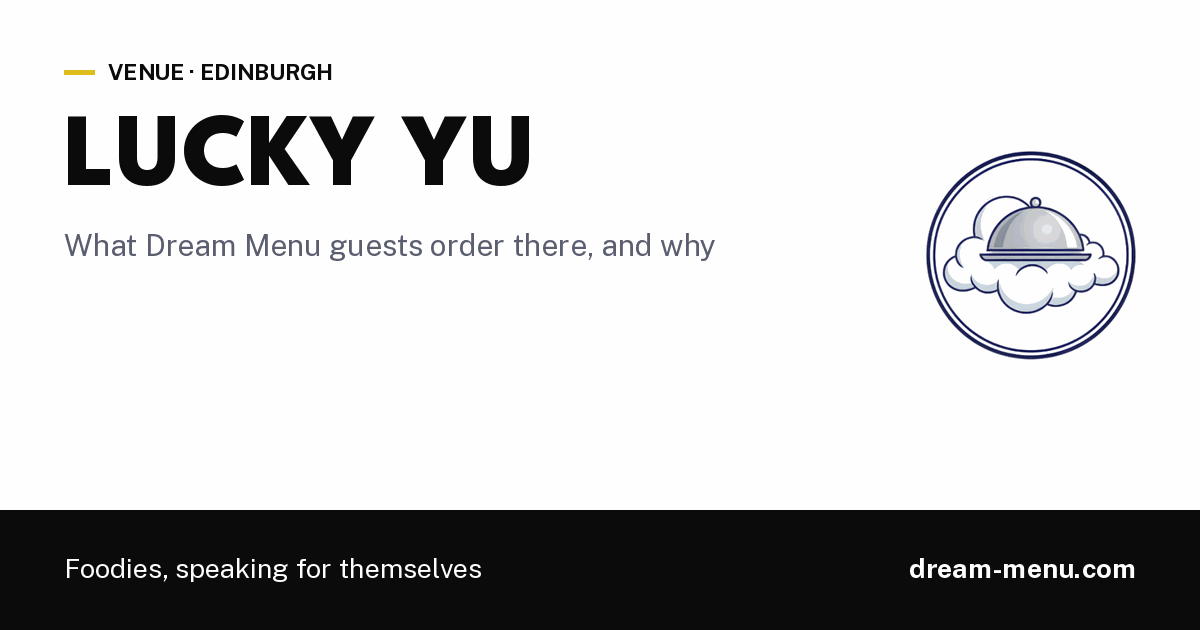 VENUE · EDINBURGH
LUCKY YU
What Dream Menu guests order there, and why
Foodies, speaking for themselves
dream-menu.com